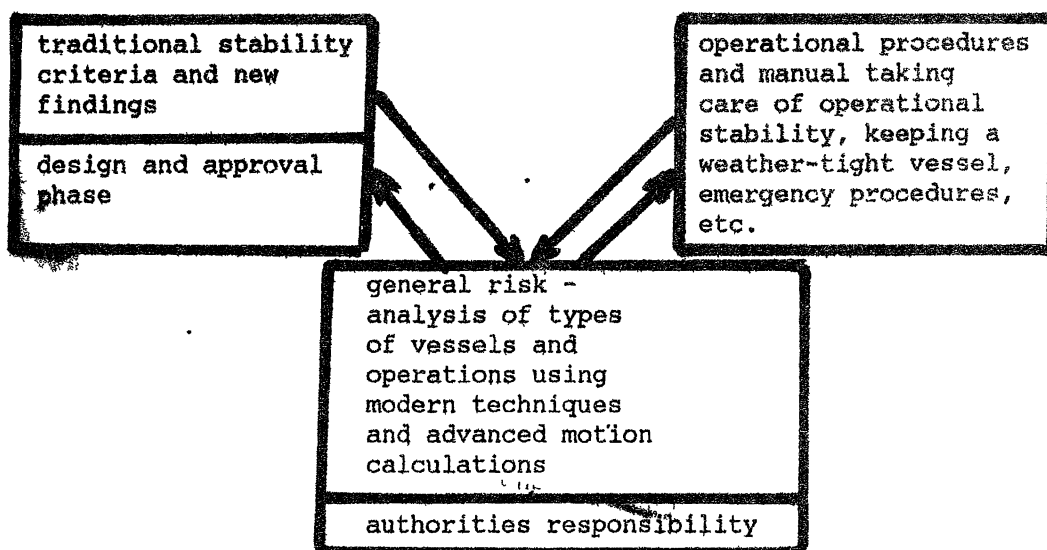 traditional stability
criteria and new
findings
design and approval
phase
operational procedures
and manual taking
care of operational
stability, keeping a
weather-tight vessel,
emergency procedures,
etc.
general risk -
analysis of types
of vessels and
operations using
modern techniques
and advanced motion
calculations
authorities responsibility